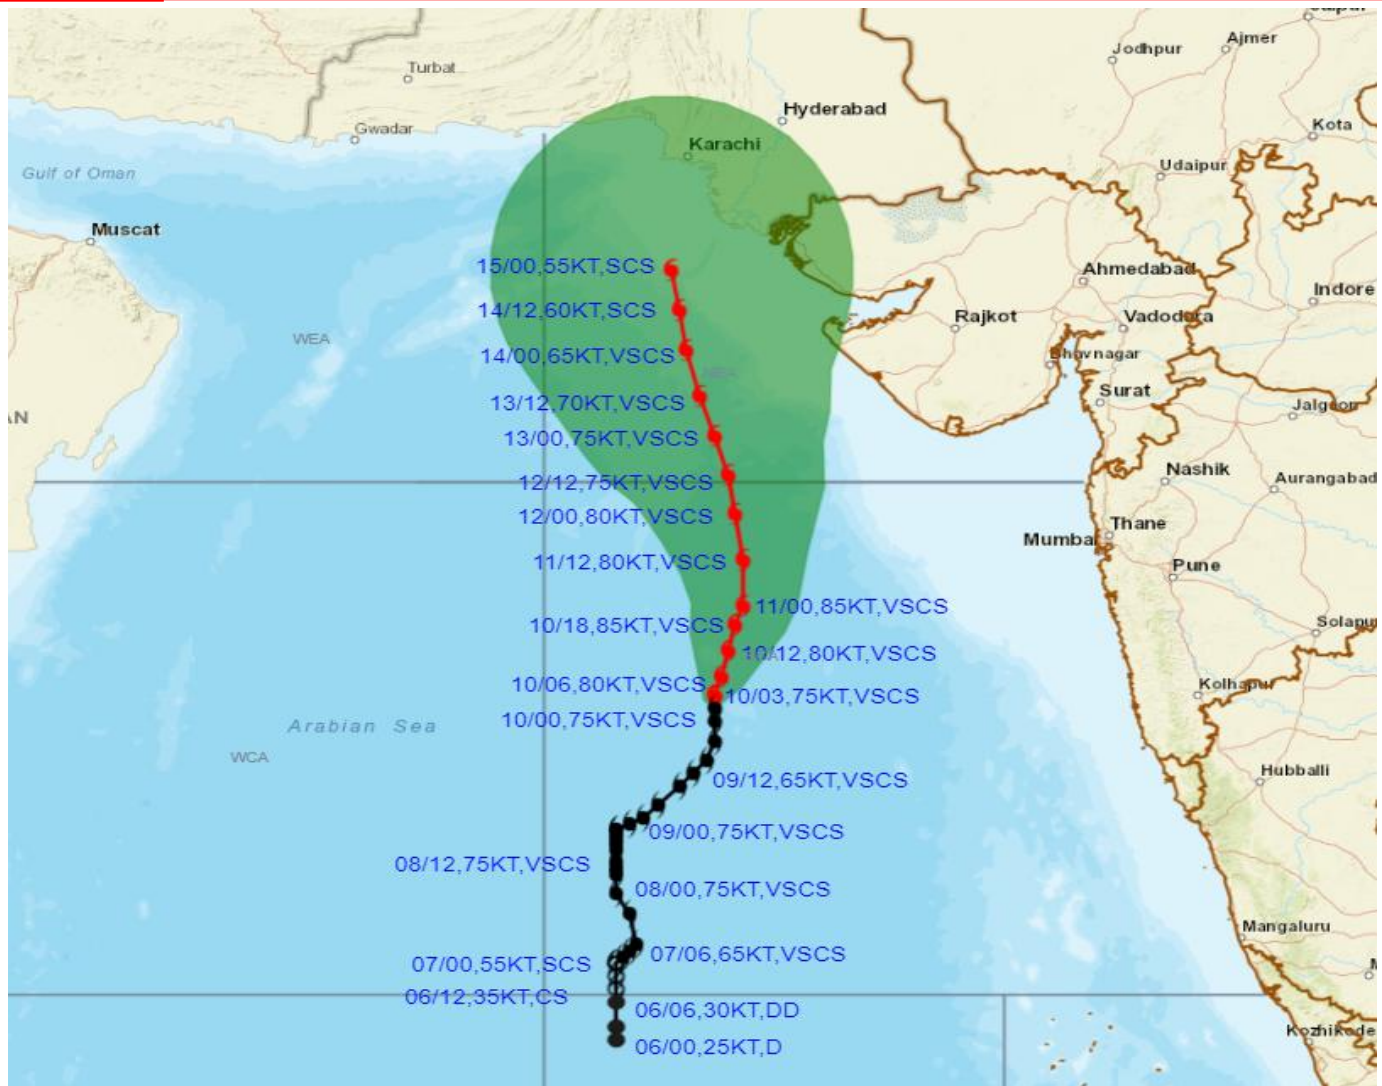 Jodhpur
Ajmer
Turbat
Hyderabad
Gwadar
Kota
Karachi
Udaipur
Gulf of Oman
Muscat
15/00,55KT,SCS
Ahmedabad
Indore
14/12,60KT,SCS
Rajkot
Vadodora
WEA
14/00,65KT,VSCS
Bhavnagar
Surat
13/12,70KT,VSCS
Jalgaon
AN
13/00,75KT,VSCS
Nashik
12/12,75KT,VSCS
Aurangabad
12/00,80KT,VSCS
Thane
Mumbai
11/12,80KT,VSCS
Pune
11/00,85KT,VSCS
10/18,85KT,VSCS
Solapur
10/12,80KT,VSCS
10/06,80KT,VSCS
Kolhapur
10/03,75KT,VSCS
10/00,75KT,VSCS
Arabian Sea
WCA
Hubballi
09/12,65KT,VSCS
09/00,75KT,VSCS
08/12,75KT,VSCS
08/00,75KT,VSCS
Mangaluru
07/06,65KT,VSCS
07/00,55KT,SCS
06/12,35KT,CS
06/06,30KT,DD
Kozhikode
06/00,25KT,D